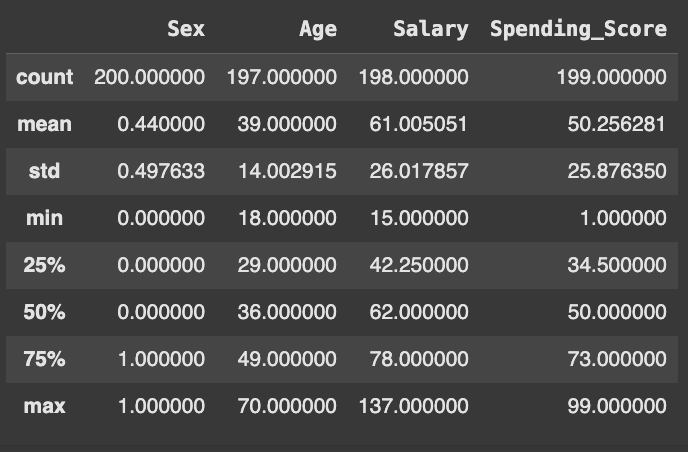 Sex Age Salary Spending_Score
count 200.000000 197.000000 198.000000 199.000000
mean 0.440000 39.000000 61.005051 50.256281
std 0.497633 14.002915 26.017857 25.876350
min 0.000000 18.000000 15.000000 1.000000
25% 0.000000 29.000000 42.250000 34.500000
50% 0.000000 36.000000 62.000000 50.000000
75% 1.000000 49.000000 78.000000 73.000000
max 1.000000 70.000000 137.000000 99.000000